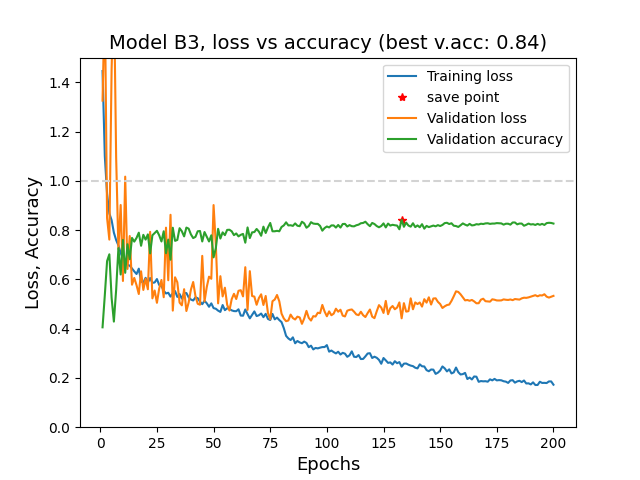 Model B3, loss vs accuracy (best v.acc: 0.84)
Training loss
save point
Validation loss
Validation accuracy
Loss, Accuracy
1.4
1.2
1.0
0.8
0.6
0.4
0.2
0.0
0
25
50
75
100
125
150
175
200
Epochs